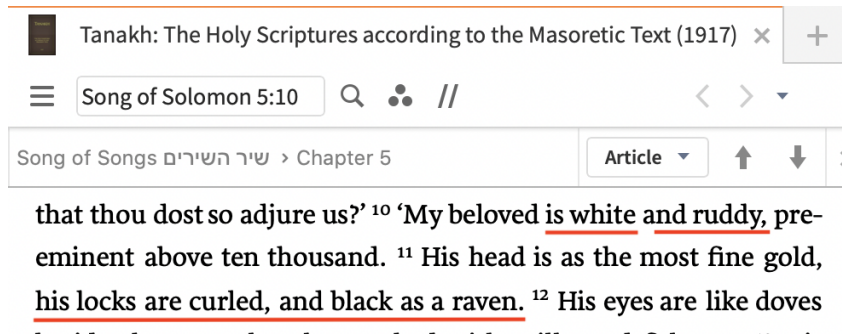 Tanakh: The Holy Scriptures according to the Masoretic Text (1917)
Song of Solomon 5:10
Song of Songs שיר השירים › Chapter 5
Article
that thou dost so adjure us?’ ¹⁰ ‘My beloved is white and ruddy, pre-
eminent above ten thousand. ¹¹ His head is as the most fine gold,
his locks are curled, and black as a raven. ¹² His eyes are like doves